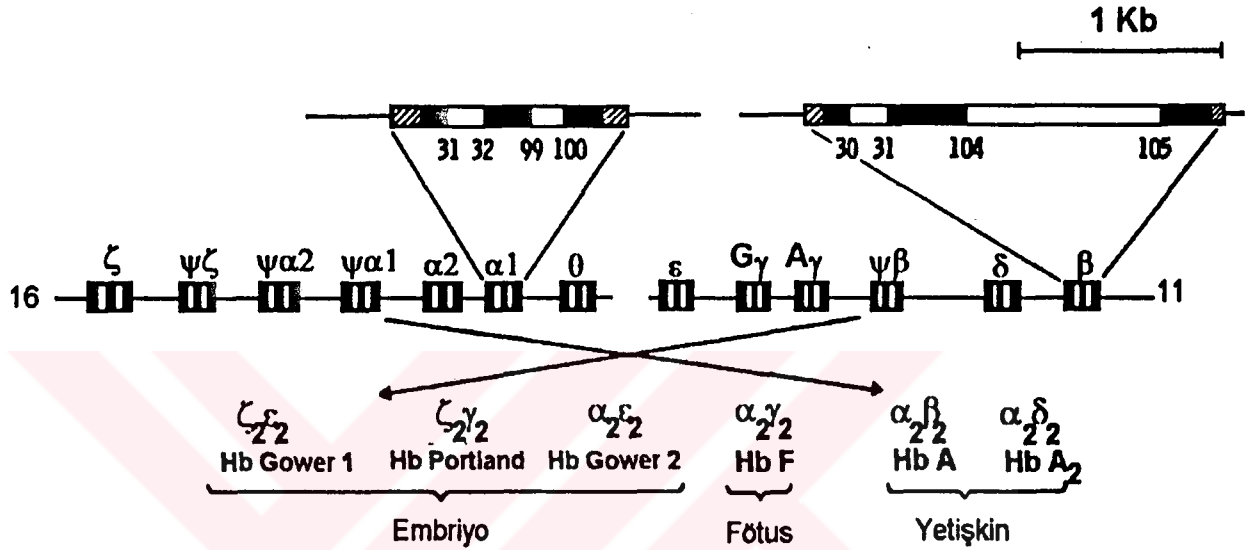 1 Kb
31 32 99 100
30 31 104 105
ζ ψζ ψα2 ψα1 α2 α1 θ ε Gγ Aγ ψβ δ β
16 11
ζ2ε2 ζ2γ2 α2ε2 α2γ2 α2β2 α2δ2
Hb Gower 1 Hb Portland Hb Gower 2 Hb F Hb A Hb A2
Embriyo Fötus Yetişkin